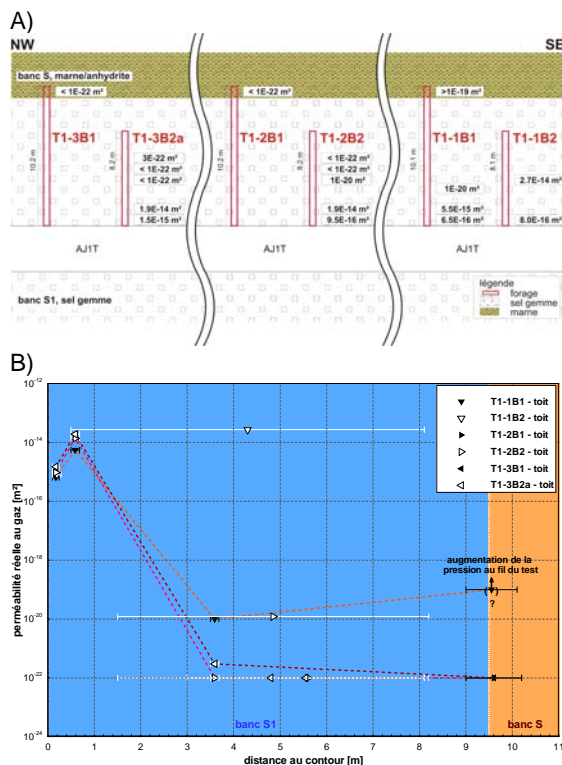 A)
NW
SE
banc S, marne/anhydrite
< 1E-22 m²
< 1E-22 m²
>1E-19 m²
T1-3B1
T1-3B2a
T1-2B1
T1-2B2
T1-1B1
T1-1B2
10.2 m
8.2 m
10.2 m
8.2 m
10.1 m
8.1 m
3E-22 m²
< 1E-22 m²
< 1E-22 m²
1.9E-14 m²
1.5E-15 m²
< 1E-22 m²
< 1E-22 m²
1E-20 m²
1.9E-14 m²
9.5E-16 m²
1E-20 m²
5.5E-15 m²
6.5E-16 m²
2.7E-14 m²
8.0E-16 m²
AJ1T
AJ1T
AJ1T
banc S1, sel gemme
légende
forage
sel gemme
marne
B)
perméabilité réelle au gaz [m²]
10⁻¹²
10⁻¹⁴
10⁻¹⁶
10⁻¹⁸
10⁻²⁰
10⁻²²
10⁻²⁴
T1-1B1 - toit
T1-1B2 - toit
T1-2B1 - toit
T1-2B2 - toit
T1-3B1 - toit
T1-3B2a - toit
augmentation de la
pression au fil du test
( )
?
banc S1
banc S
0 1 2 3 4 5 6 7 8 9 10 11
distance au contour [m]